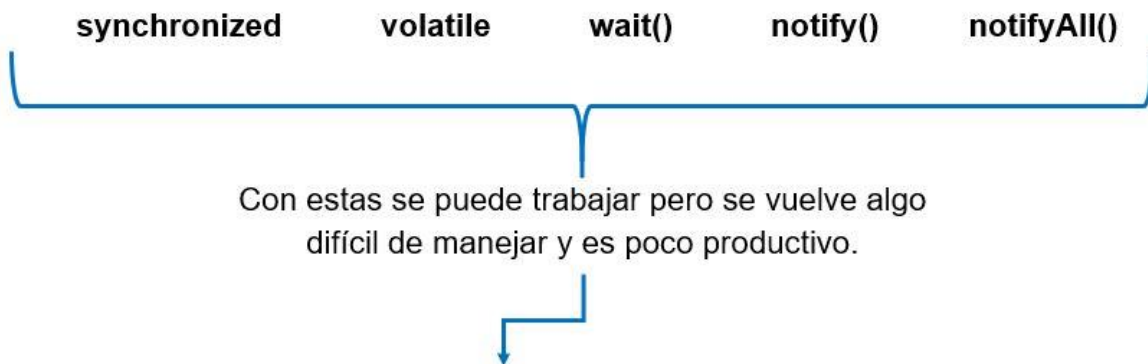 synchronized volatile wait() notify() notifyAll()
Con estas se puede trabajar pero se vuelve algo
difícil de manejar y es poco productivo.